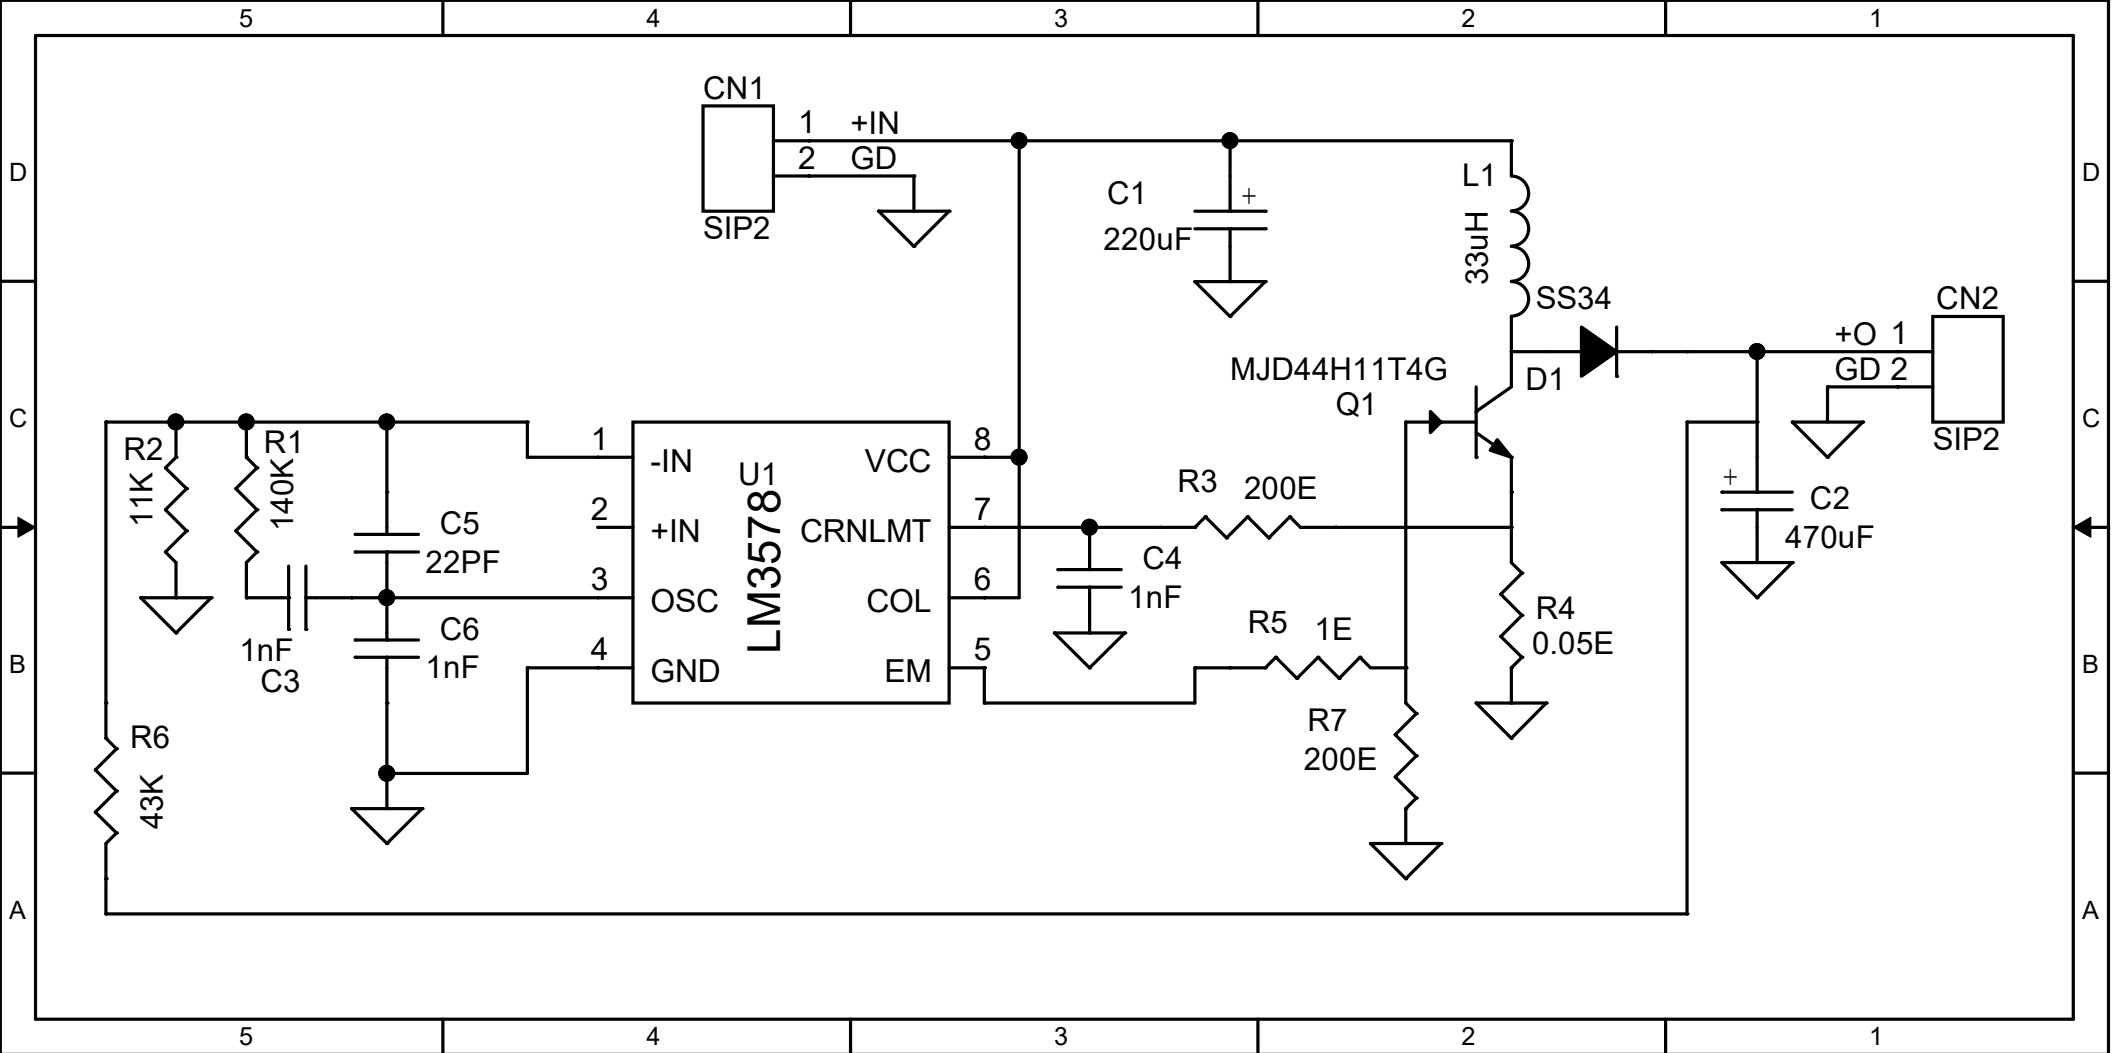 5 4 3 2 1
CN1
1 +IN
2 GD
SIP2
D D
C1
+
220uF
L1
33uH
SS34
CN2
+O 1
GD 2
SIP2
MJD44H11T4G
Q1
D1
C C
R2
11K
R1
140K
1
-IN
U1
LM3578
VCC
8
2
+IN
CRNLMT
7
3
OSC
COL
6
4
GND
EM
5
R3 200E
+
C2
470uF
C5
22PF
C4
1nF
C6
1nF
1nF
C3
R5 1E
R4
0.05E
B B
R6
43K
R7
200E
A A
5 4 3 2 1